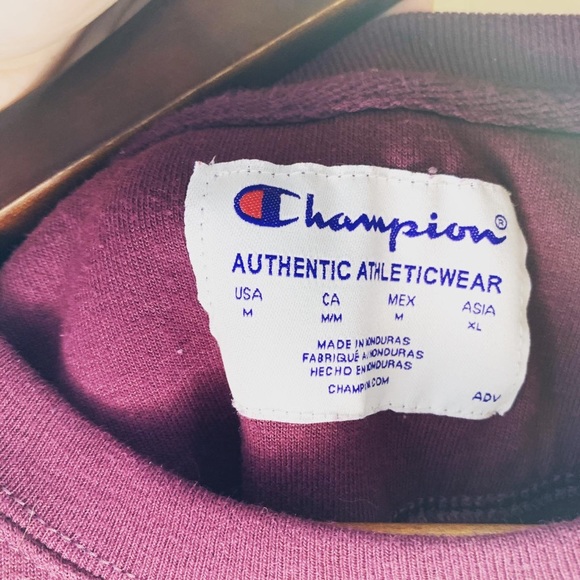 Champion®
AUTHENTIC ATHLETICWEAR
USA CA MEX ASIA
M M/M M XL
MADE IN HONDURAS
FABRIQUÉ A HONDURAS
HECHO EN HONDURAS
CHAMPION.COM
ADV